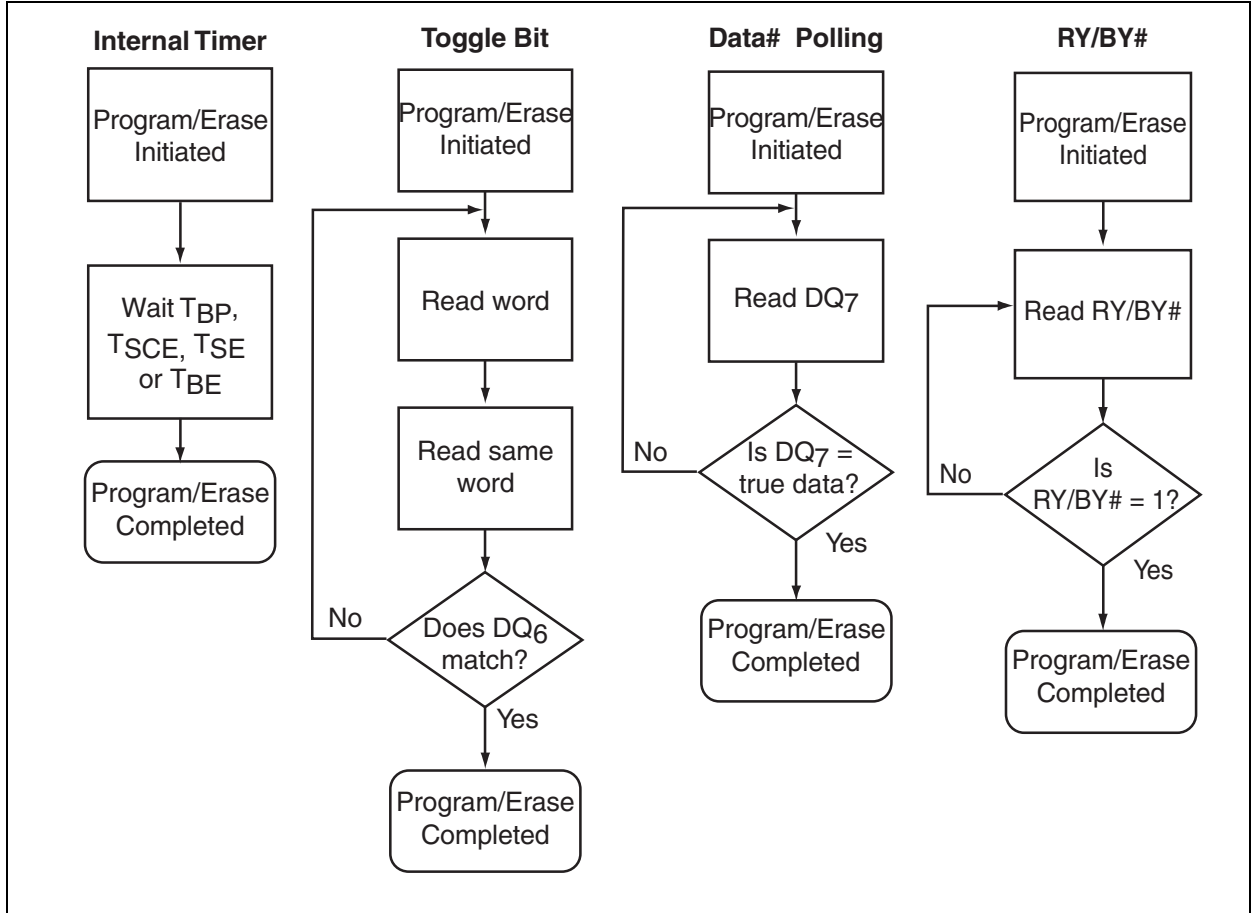 Internal Timer
Program/Erase
Initiated
Wait TBP,
TSCE, TSE
or TBE
Program/Erase
Completed
Toggle Bit
Program/Erase
Initiated
Read word
Read same
word
Does DQ6
match?
No
Yes
Program/Erase
Completed
Data# Polling
Program/Erase
Initiated
Read DQ7
Is DQ7 =
true data?
No
Yes
Program/Erase
Completed
RY/BY#
Program/Erase
Initiated
Read RY/BY#
Is
RY/BY# = 1?
No
Yes
Program/Erase
Completed